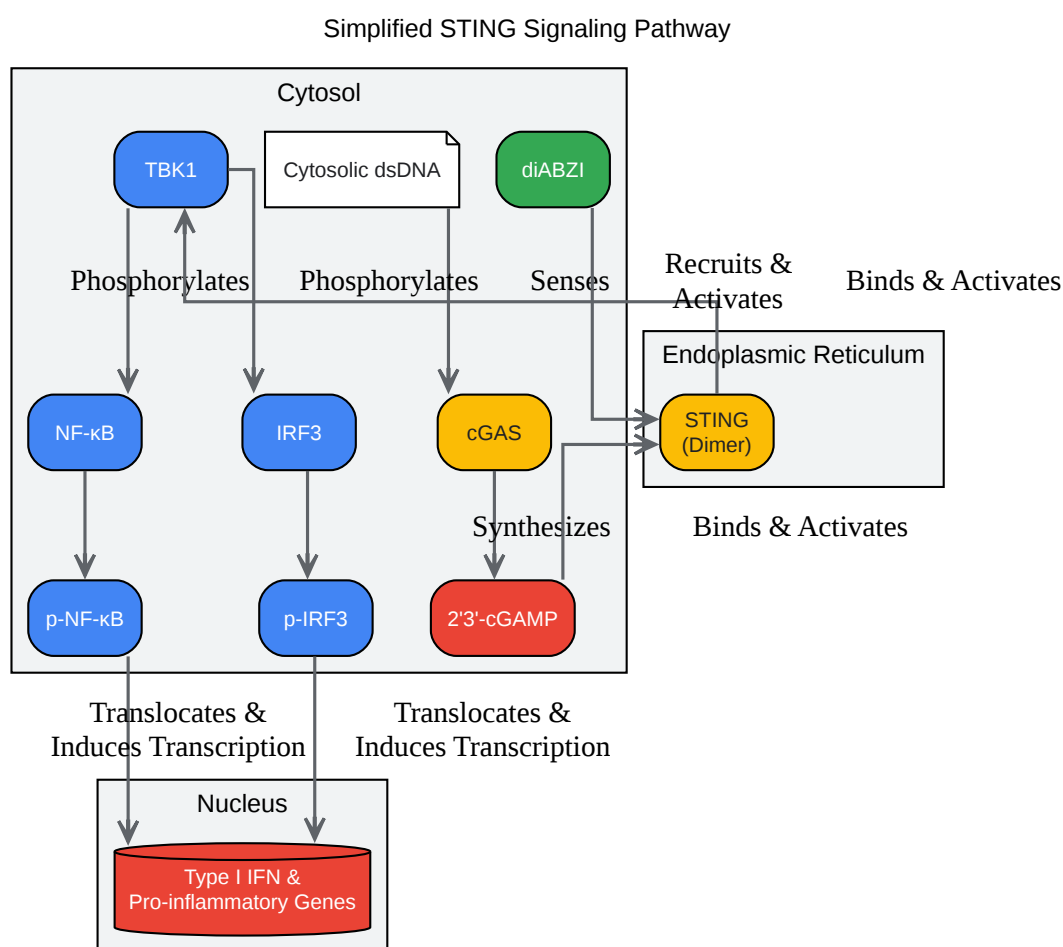 Simplified STING Signaling Pathway
Cytosol
TBK1
Cytosolic dsDNA
diABZI
Phosphorylates
Phosphorylates
Senses
Recruits &
Activates
Binds & Activates
Endoplasmic Reticulum
NF-κB
IRF3
cGAS
STING
(Dimer)
Synthesizes
Binds & Activates
p-NF-κB
p-IRF3
2'3'-cGAMP
Translocates &
Induces Transcription
Translocates &
Induces Transcription
Nucleus
Type I IFN &
Pro-inflammatory Genes